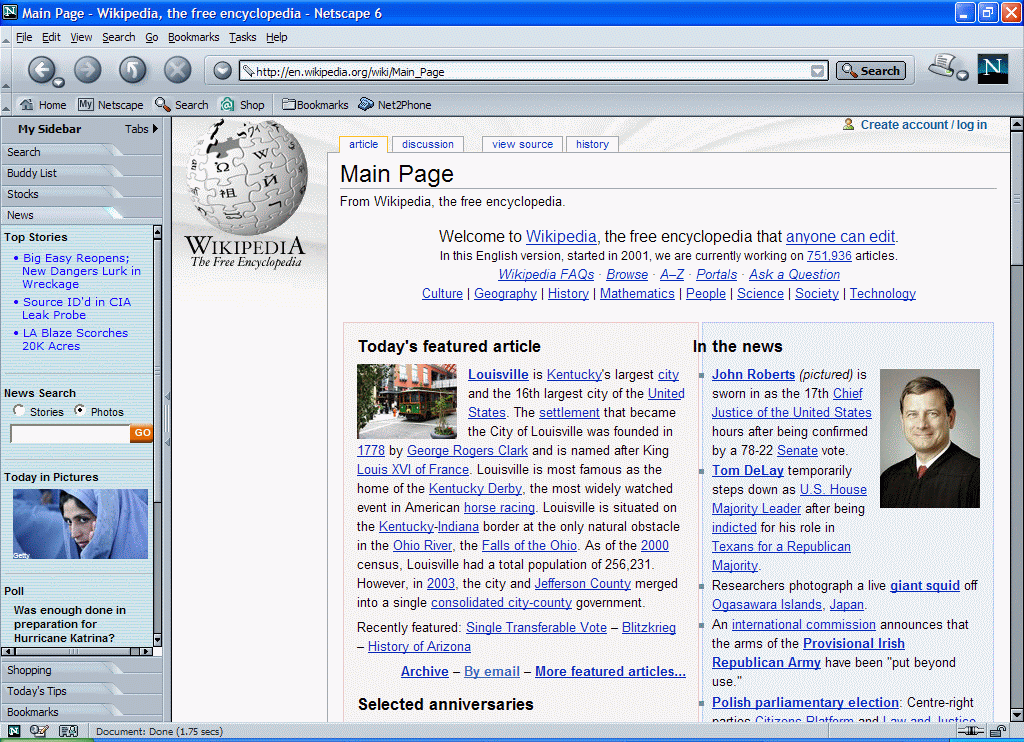 Main Page - Wikipedia, the free encyclopedia - Netscape 6
File Edit View Search Go Bookmarks Tasks Help
http://en.wikipedia.org/wiki/Main_Page
Search
N
Home My Netscape Search Shop Bookmarks Net2Phone
My Sidebar Tabs
Search
Buddy List
Stocks
News
Top Stories
• Big Easy Reopens;
New Dangers Lurk in
Wreckage
• Source ID'd in CIA
Leak Probe
• LA Blaze Scorches
20K Acres
News Search
Stories Photos
GO
Today in Pictures
Getty
Poll
Was enough done in
preparation for
Hurricane Katrina?
Shopping
Today's Tips
Bookmarks
WIKIPEDIA
The Free Encyclopedia
Create account / log in
article discussion view source history
Main Page
From Wikipedia, the free encyclopedia.
Welcome to Wikipedia, the free encyclopedia that anyone can edit.
In this English version, started in 2001, we are currently working on 751,936 articles.
Wikipedia FAQs · Browse · A–Z · Portals · Ask a Question
Culture | Geography | History | Mathematics | People | Science | Society | Technology
Today's featured article
Louisville is Kentucky's largest city
and the 16th largest city of the United
States. The settlement that became
the City of Louisville was founded in
1778 by George Rogers Clark and is named after King
Louis XVI of France. Louisville is most famous as the
home of the Kentucky Derby, the most widely watched
event in American horse racing. Louisville is situated on
the Kentucky-Indiana border at the only natural obstacle
in the Ohio River, the Falls of the Ohio. As of the 2000
census, Louisville had a total population of 256,231.
However, in 2003, the city and Jefferson County merged
into a single consolidated city-county government.
Recently featured: Single Transferable Vote – Blitzkrieg
– History of Arizona
Archive – By email – More featured articles...
Selected anniversaries
In the news
John Roberts (pictured) is
sworn in as the 17th Chief
Justice of the United States
hours after being confirmed
by a 78-22 Senate vote.
Tom DeLay temporarily
steps down as U.S. House
Majority Leader after being
indicted for his role in
Texans for a Republican
Majority.
Researchers photograph a live giant squid off
Ogasawara Islands, Japan.
An international commission announces that
the arms of the Provisional Irish
Republican Army have been "put beyond
use."
Polish parliamentary election: Centre-right
parties Citizens Platform and Law and Justice
Document: Done (1.75 secs)